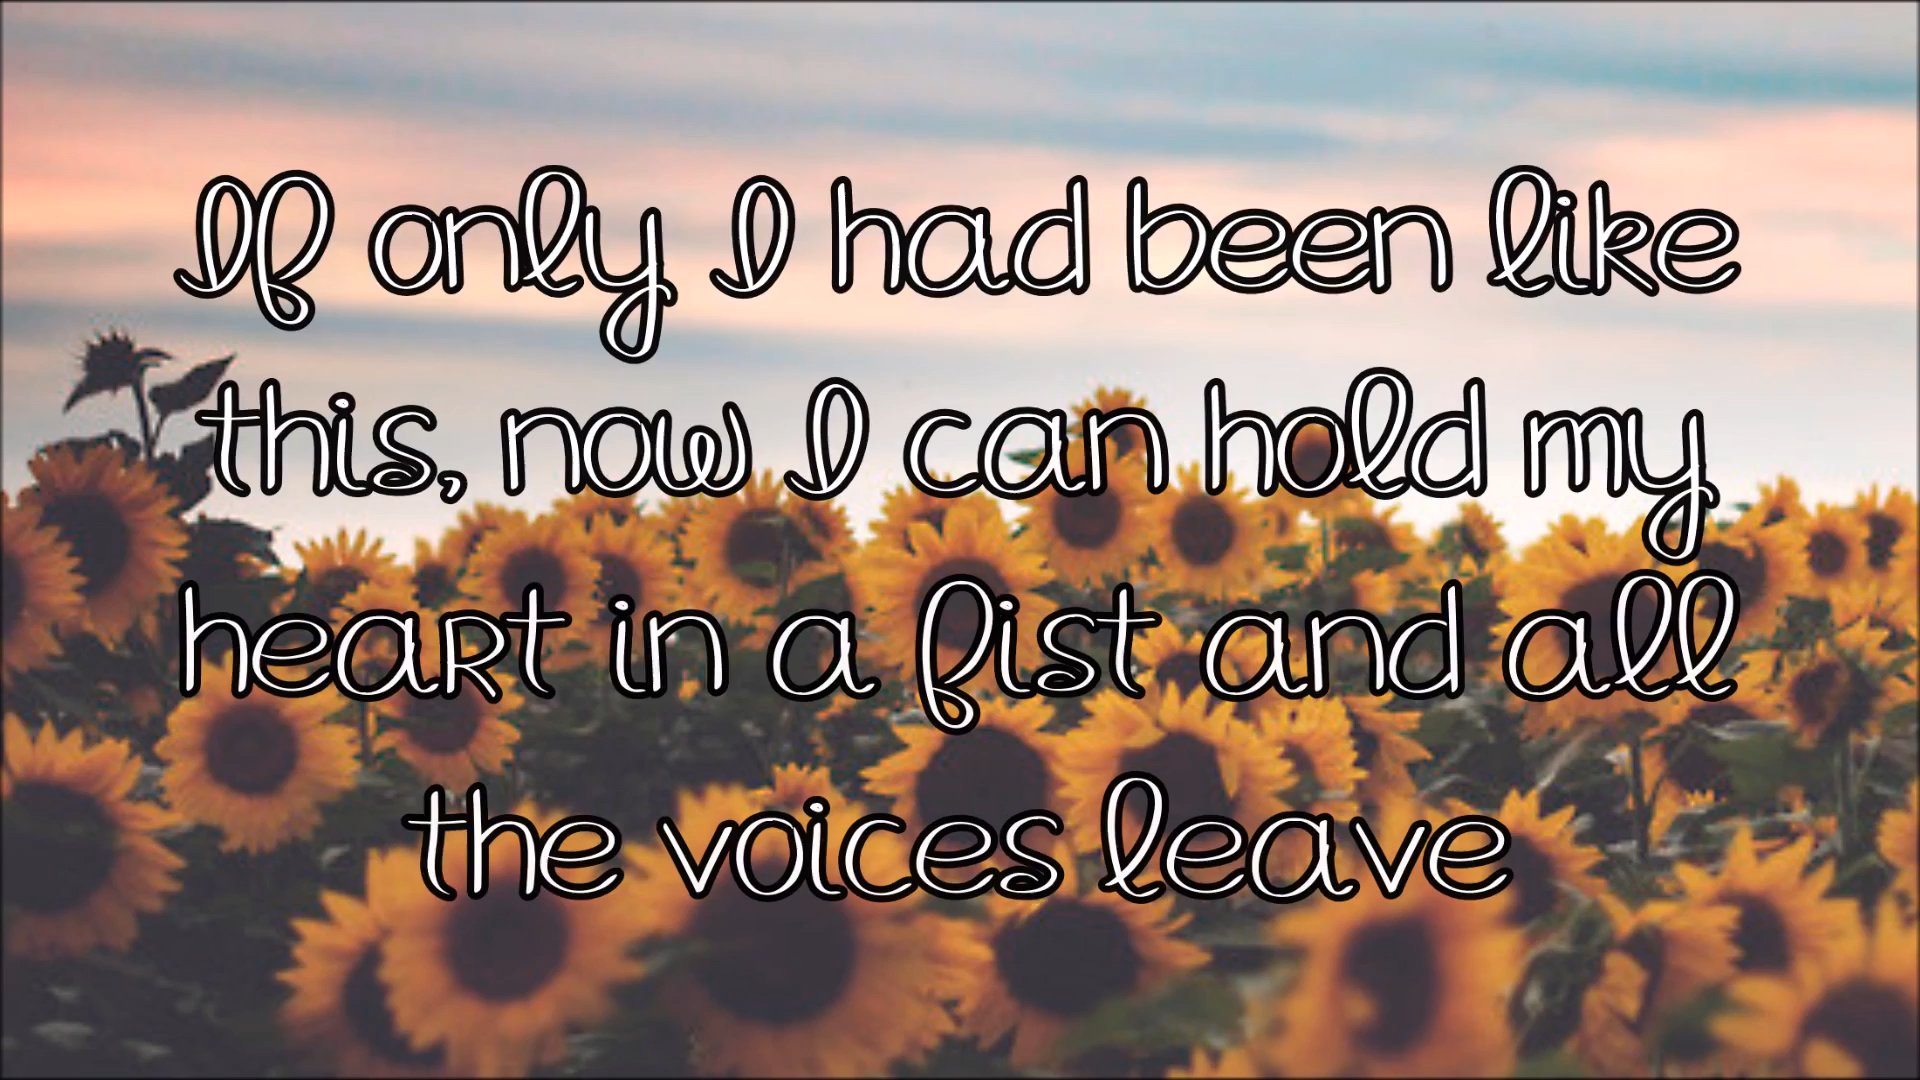 If only I had been like
this, now I can hold my
heart in a fist and all
the voices leave